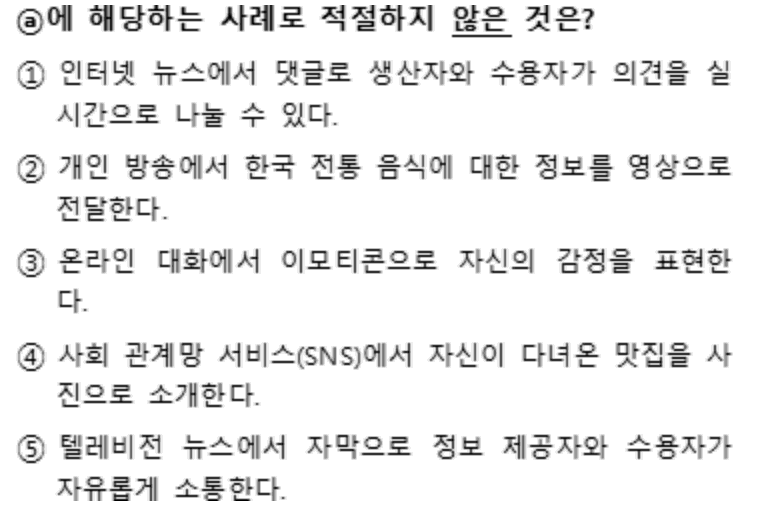 ⓐ에 해당하는 사례로 적절하지 않은 것은?
① 인터넷 뉴스에서 댓글로 생산자와 수용자가 의견을 실
시간으로 나눌 수 있다.
② 개인 방송에서 한국 전통 음식에 대한 정보를 영상으로
전달한다.
③ 온라인 대화에서 이모티콘으로 자신의 감정을 표현한
다.
④ 사회 관계망 서비스(SNS)에서 자신이 다녀온 맛집을 사
진으로 소개한다.
⑤ 텔레비전 뉴스에서 자막으로 정보 제공자와 수용자가
자유롭게 소통한다.